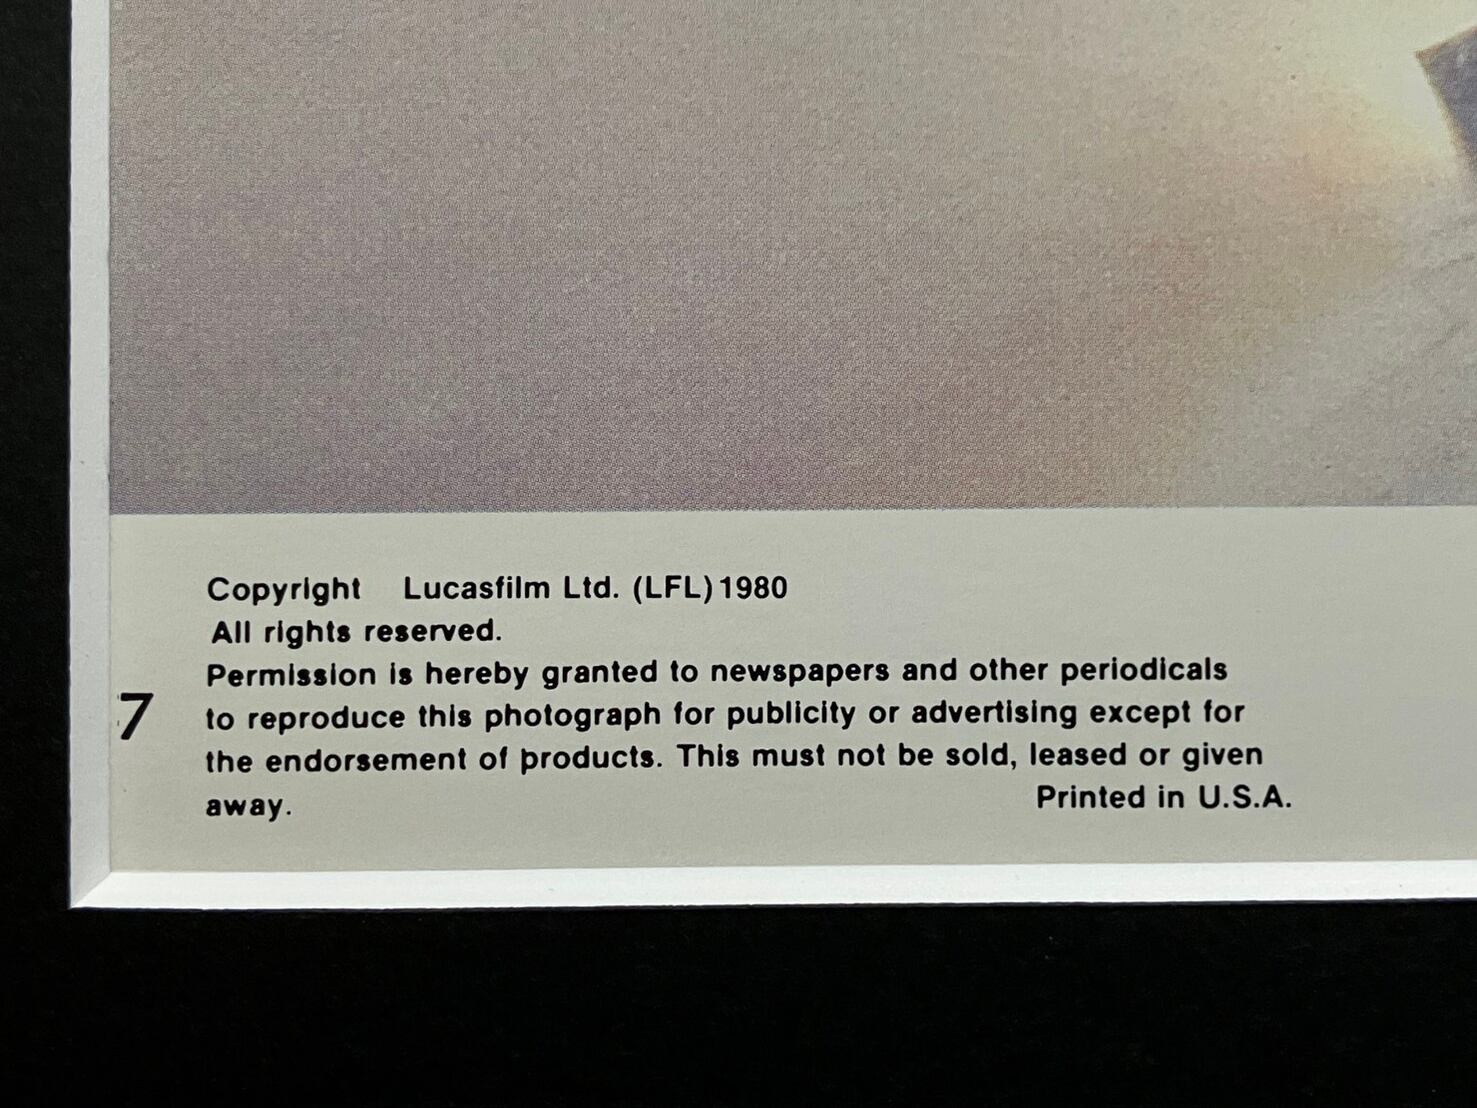 Copyright Lucasfilm Ltd. (LFL) 1980
All rights reserved.
Permission is hereby granted to newspapers and other periodicals
7
to reproduce this photograph for publicity or advertising except for
the endorsement of products. This must not be sold, leased or given
away. Printed in U.S.A.